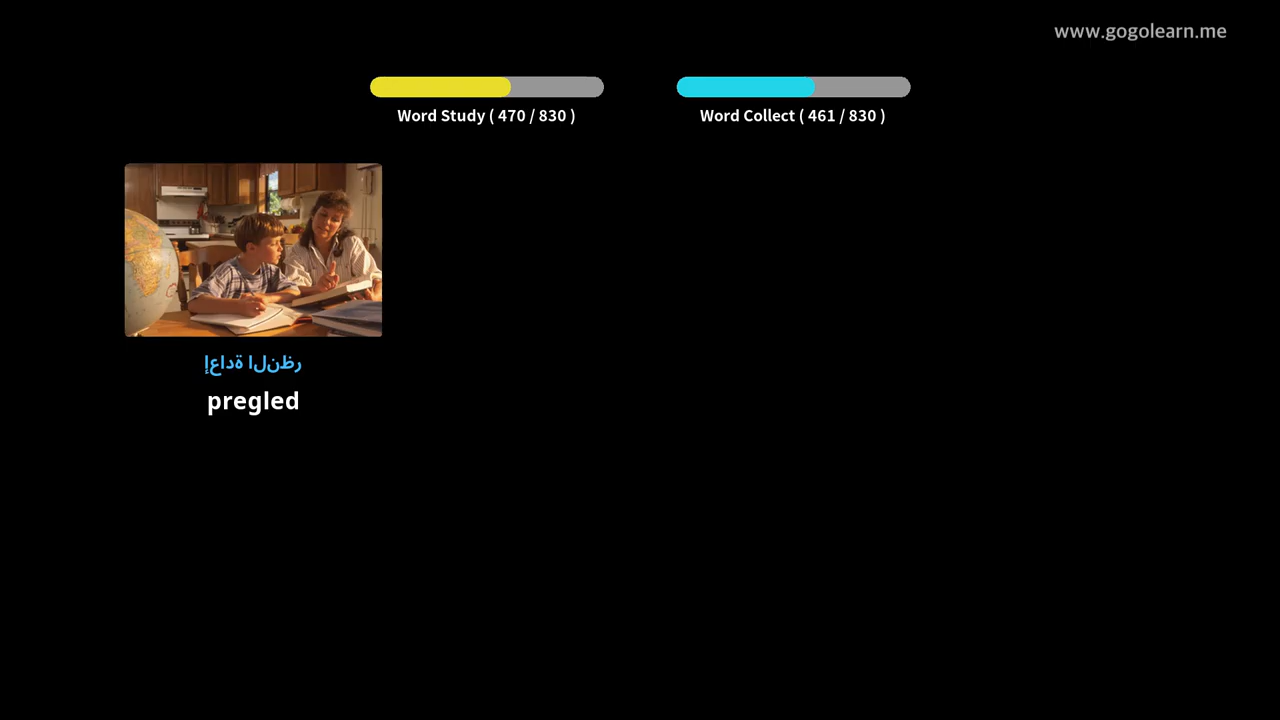 www.gogolearn.me
Word Study ( 470 / 830 )
Word Collect ( 461 / 830 )
إعادة النظر
pregled